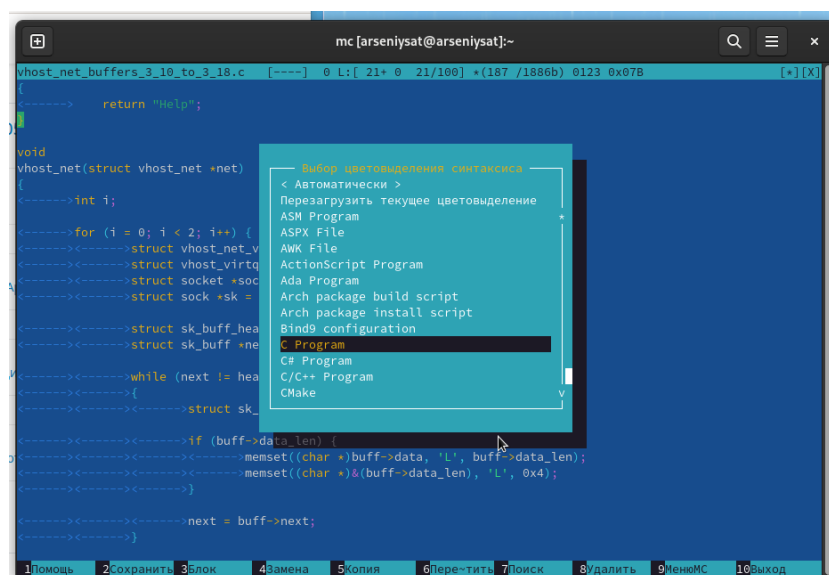 mc [arseniysat@arseniysat]:~
vhost_net_buffers_3_10_to_3_18.c [----] 0 L:[ 21+ 0 21/100] *(187 /1886b) 0123 0x07B [*][X]
{
<------> return "Help";
}
void
vhost_net(struct vhost_net *net)
{
<------>int i;
<------>for (i = 0; i < 2; i++) {
<------><------>struct vhost_net_v
<------><------>struct vhost_virtq
<------><------>struct socket *soc
<------><------>struct sock *sk =
<------><------>struct sk_buff_hea
<------><------>struct sk_buff *ne
<------><------>while (next != hea
<------><------>{
<------><------><------>struct sk_
<------><------><------>if (buff->data_len) {
<------><------><------><------>memset((char *)buff->data, 'L', buff->data_len);
<------><------><------><------>memset((char *)&(buff->data_len), 'L', 0x4);
<------><------><------>}
<------><------><------>next = buff->next;
<------><------>}
Выбор цветовыделения синтаксиса
< Автоматически >
Перезагрузить текущее цветовыделение
ASM Program
ASPX File
AWK File
ActionScript Program
Ada Program
Arch package build script
Arch package install script
Bind9 configuration
C Program
C# Program
C/C++ Program
CMake
1Помощь 2Сохранить 3Блок 4Замена 5Копия 6Пере~тить 7Поиск 8Удалить 9МенюMC 10Выход